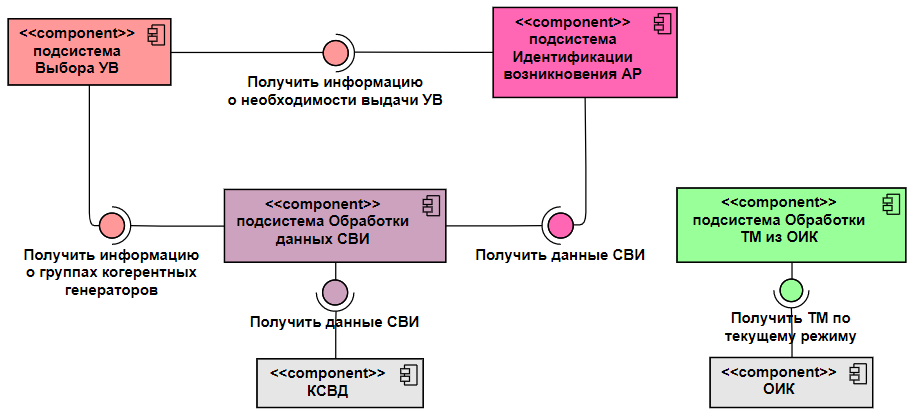 <<component>>
подсистема
Выбора УВ
<<component>>
подсистема
Идентификации
возникновения АР
Получить информацию
о необходимости выдачи УВ
<<component>>
подсистема Обработки
данных СВИ
<<component>>
подсистема Обработки
ТМ из ОИК
Получить информацию
о группах когерентных
генераторов
Получить данные СВИ
Получить данные СВИ
Получить ТМ по
текущему режиму
<<component>>
КСВД
<<component>>
ОИК